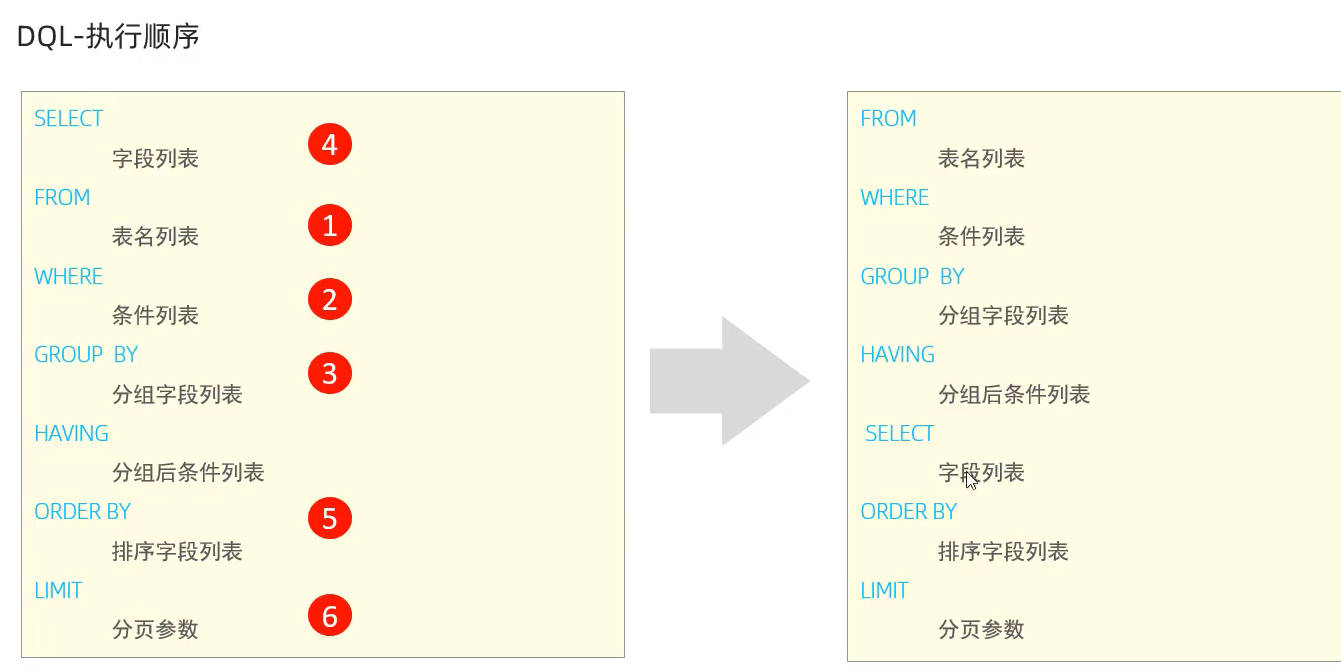 DQL-执行顺序
SELECT
字段列表
4
FROM
表名列表
1
WHERE
条件列表
2
GROUP BY
分组字段列表
3
HAVING
分组后条件列表
ORDER BY
排序字段列表
5
LIMIT
分页参数
6
FROM
表名列表
WHERE
条件列表
GROUP BY
分组字段列表
HAVING
分组后条件列表
SELECT
字段列表
ORDER BY
排序字段列表
LIMIT
分页参数